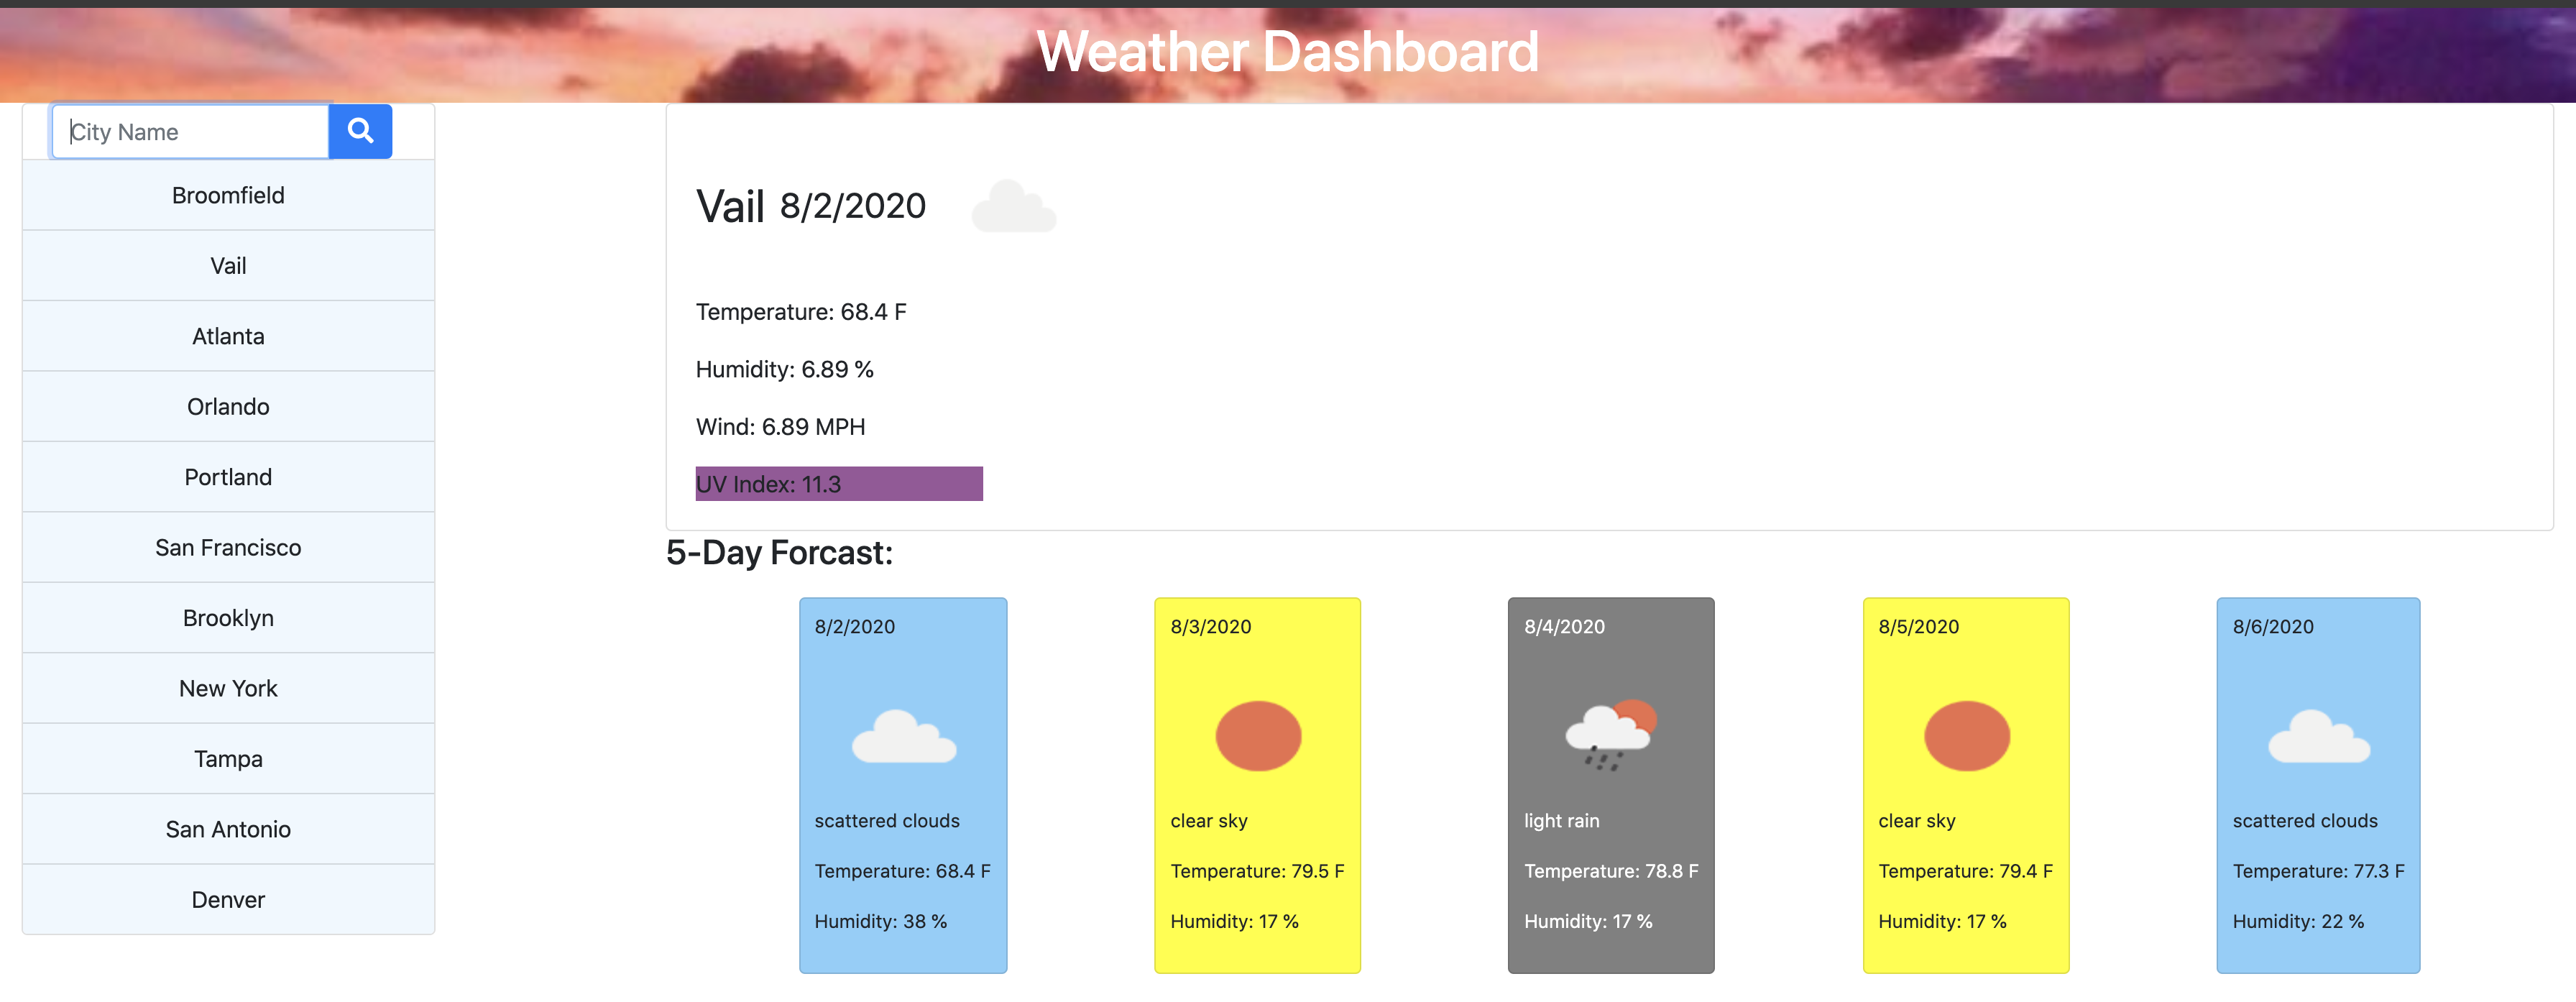 Weather Dashboard
City Name
Broomfield
Vail
Atlanta
Orlando
Portland
San Francisco
Brooklyn
New York
Tampa
San Antonio
Denver
Vail 8/2/2020
Temperature: 68.4 F
Humidity: 6.89 %
Wind: 6.89 MPH
UV Index: 11.3
5-Day Forcast:
8/2/2020
scattered clouds
Temperature: 68.4 F
Humidity: 38 %
8/3/2020
clear sky
Temperature: 79.5 F
Humidity: 17 %
8/4/2020
light rain
Temperature: 78.8 F
Humidity: 17 %
8/5/2020
clear sky
Temperature: 79.4 F
Humidity: 17 %
8/6/2020
scattered clouds
Temperature: 77.3 F
Humidity: 22 %